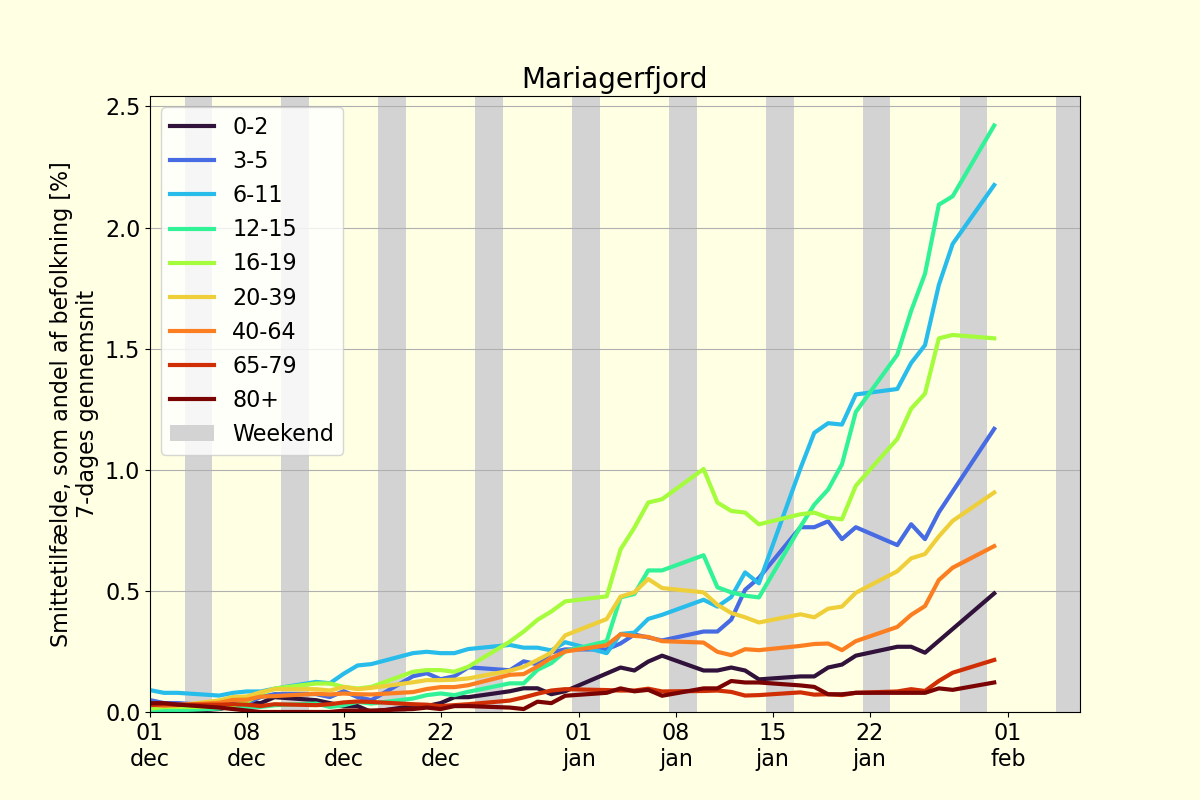 Mariagerfjord
Smittetilfælde, som andel af befolkning [%]
7-dages gennemsnit
2.5
2.0
1.5
1.0
0.5
0.0
0-2
3-5
6-11
12-15
16-19
20-39
40-64
65-79
80+
Weekend
01 08 15 22 01 08 15 22 01
dec dec dec dec jan jan jan jan feb